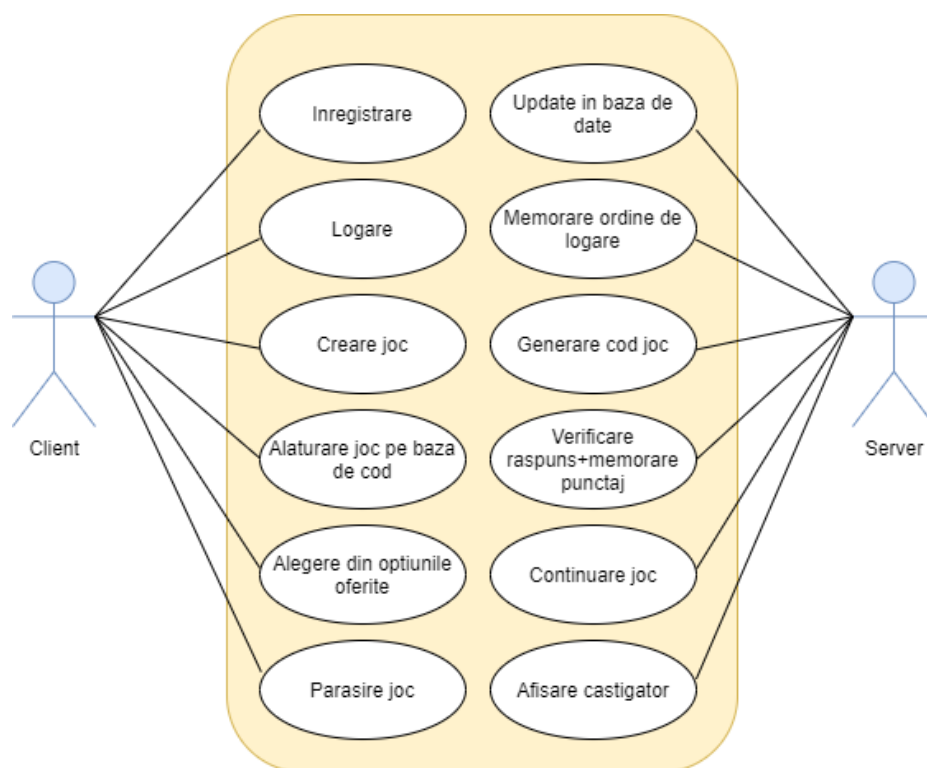 Inregistrare
Update in baza de
date
Logare
Memorare ordine de
logare
Creare joc
Generare cod joc
Client
Alaturare joc pe baza
de cod
Verificare
raspuns+memorare
punctaj
Server
Alegere din optiunile
oferite
Continuare joc
Parasire joc
Afisare castigator